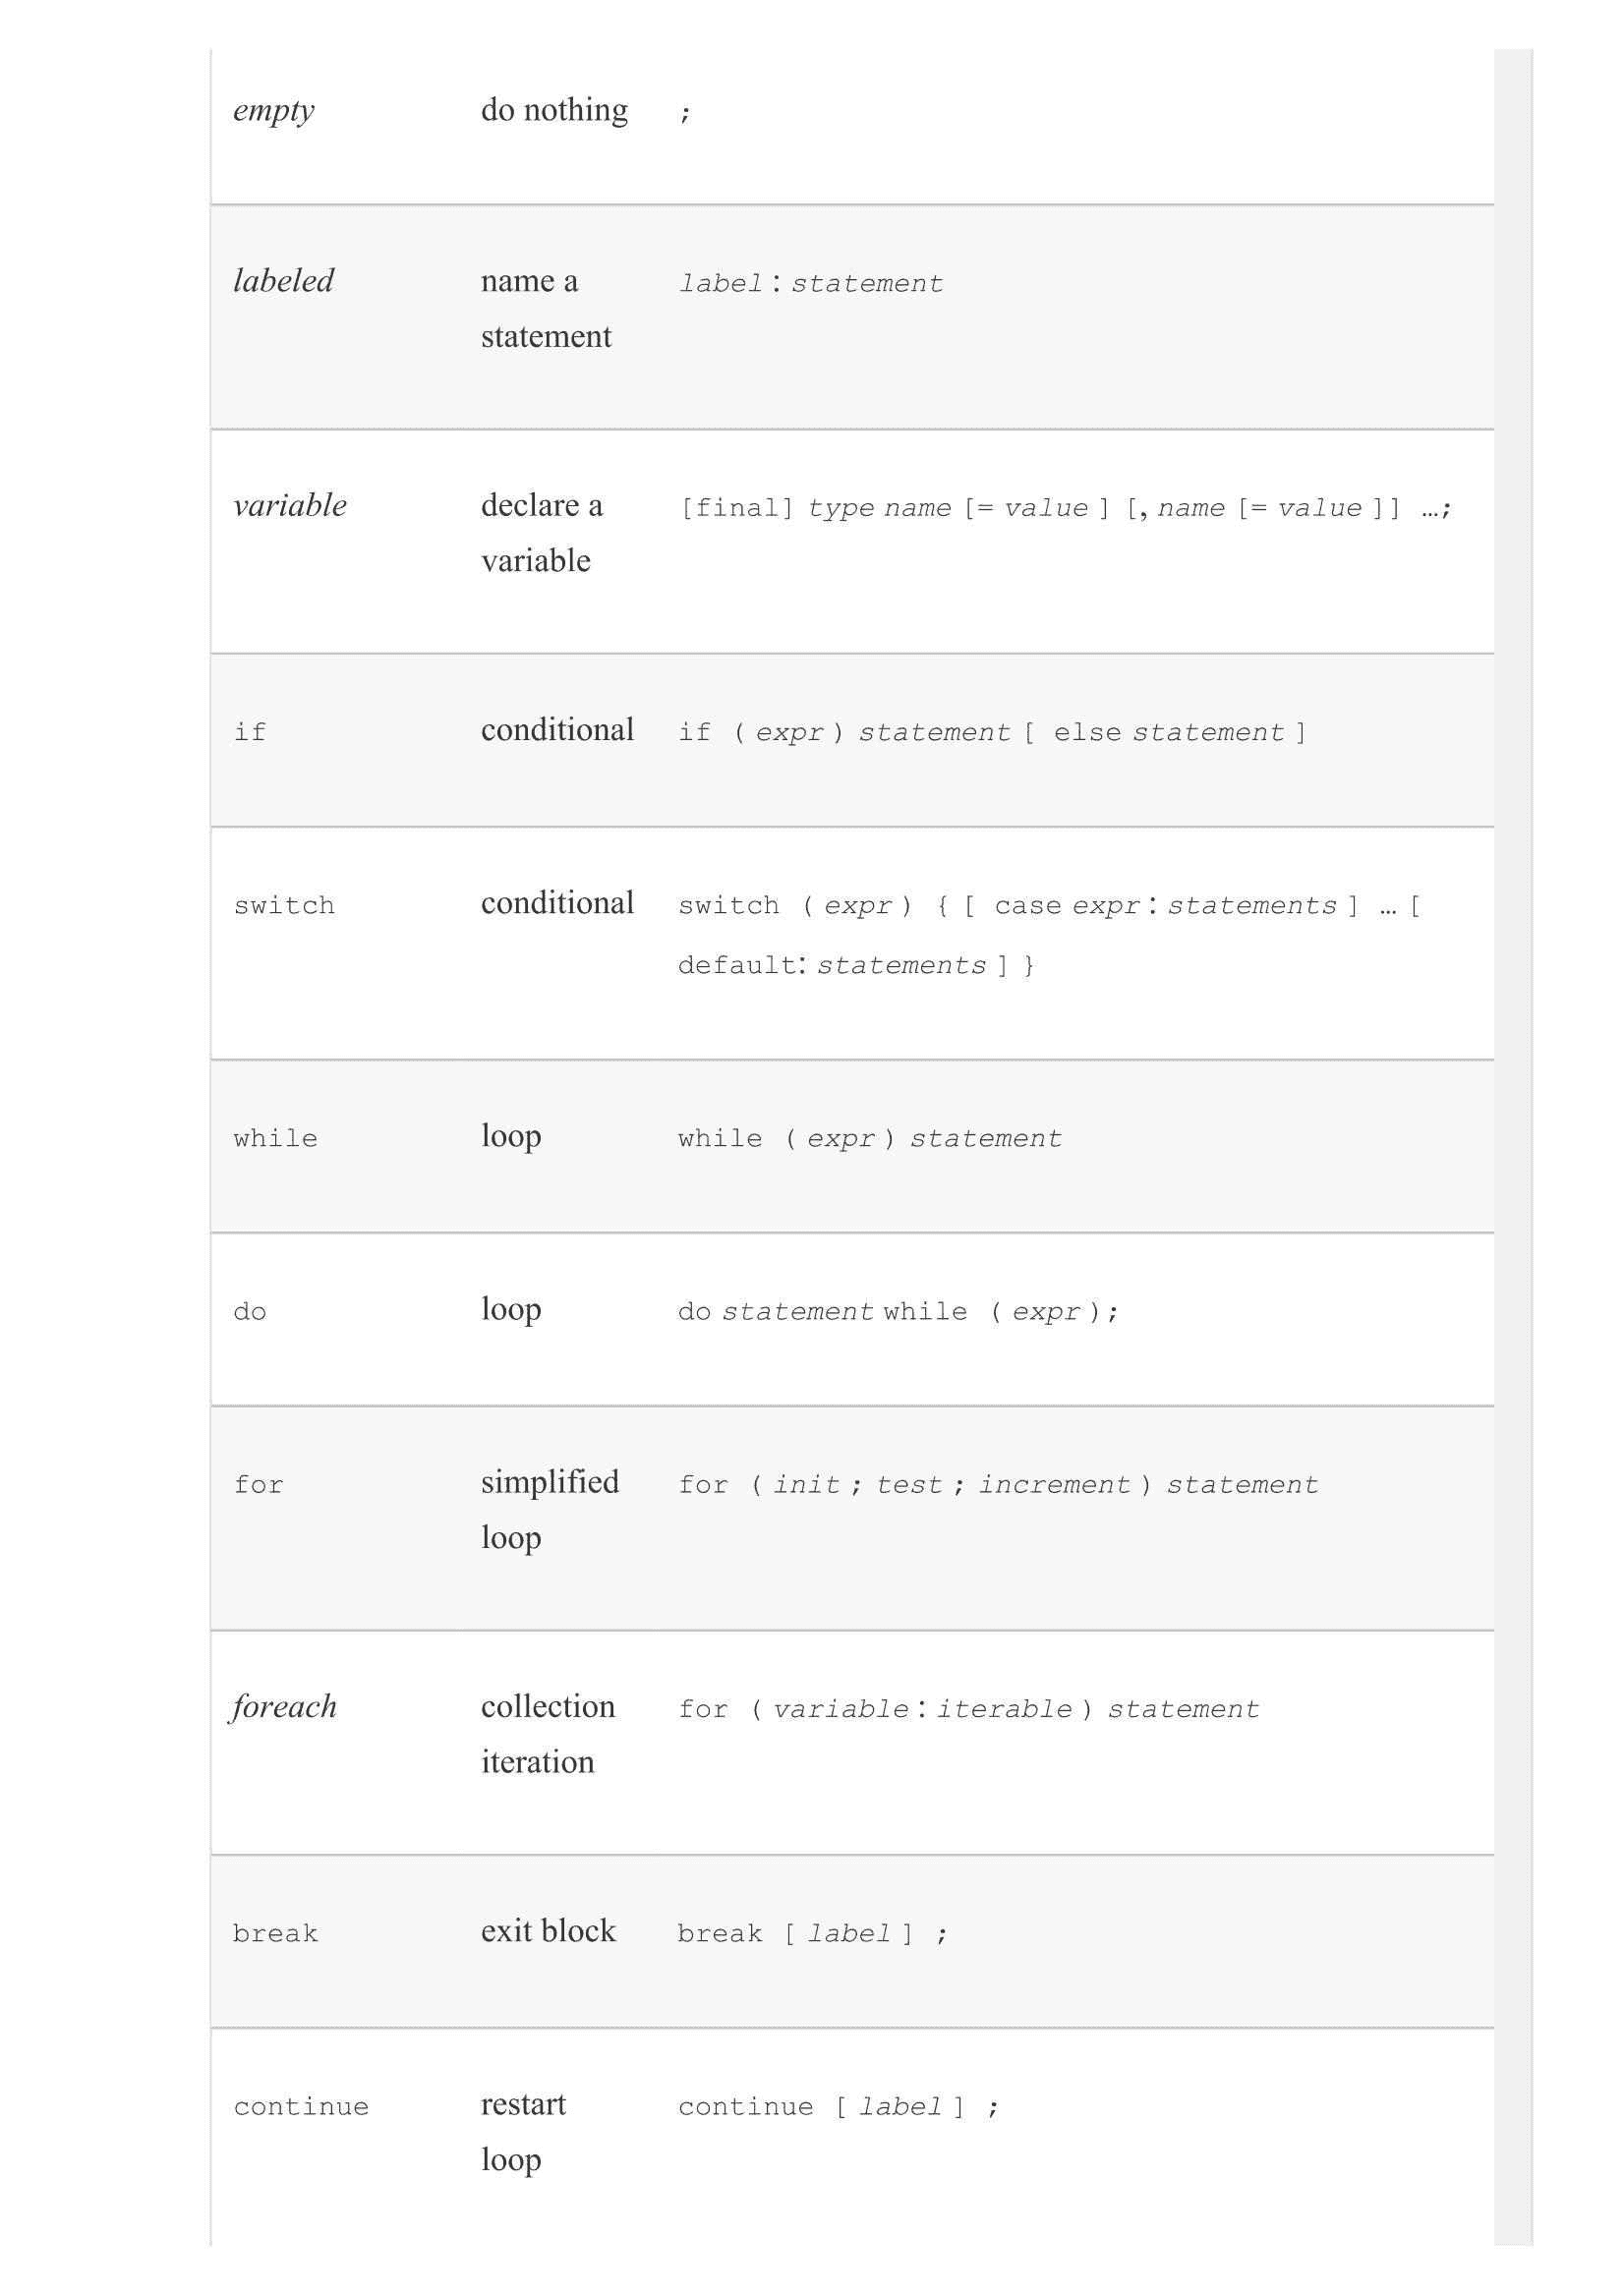 empty do nothing ;
labeled name a label : statement
statement
variable declare a [final] type name [= value ] [, name [= value ]] …;
variable
if conditional if ( expr ) statement [ else statement ]
switch conditional switch ( expr ) { [ case expr : statements ] … [
default: statements ] }
while loop while ( expr ) statement
do loop do statement while ( expr );
for simplified for ( init ; test ; increment ) statement
loop
foreach collection for ( variable : iterable ) statement
iteration
break exit block break [ label ] ;
continue restart continue [ label ] ;
loop